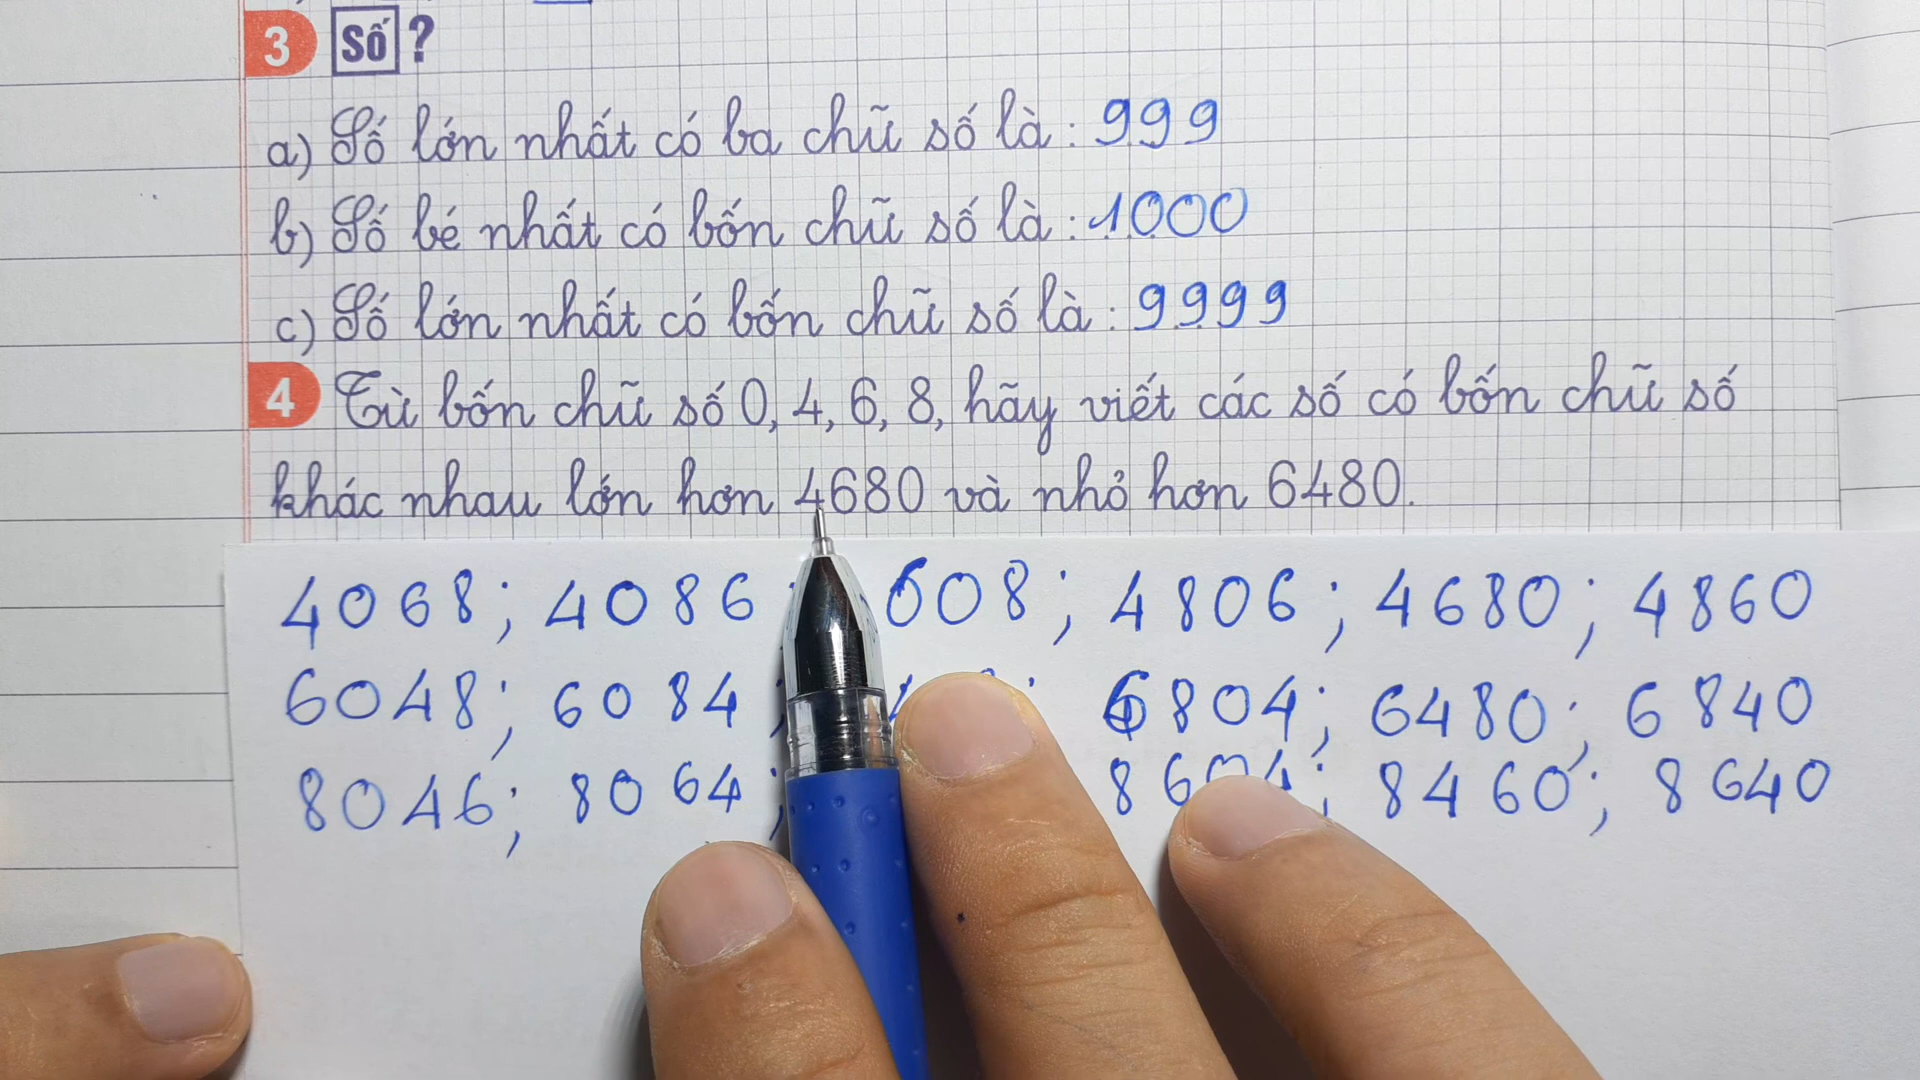 3 Số ?
a) Số lớn nhất có ba chữ số là: 999
b) Số bé nhất có bốn chữ số là: 1000
c) Số lớn nhất có bốn chữ số là: 9999
4 Từ bốn chữ số 0, 4, 6, 8, hãy viết các số có bốn chữ số
khác nhau lớn hơn 4680 và nhỏ hơn 6480.
4068; 4086; 608; 4806; 4680; 4860
6048; 6084; 6804; 6480; 6840
8046; 8064; 8604; 8460; 8640